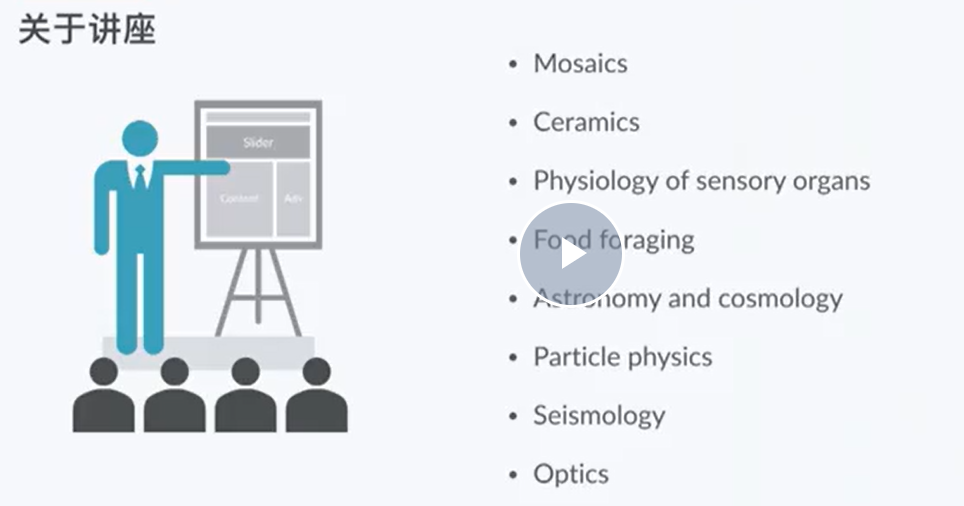 关于讲座
Slider
Content
Adv
Mosaics
Ceramics
Physiology of sensory organs
Food foraging
Astronomy and cosmology
Particle physics
Seismology
Optics